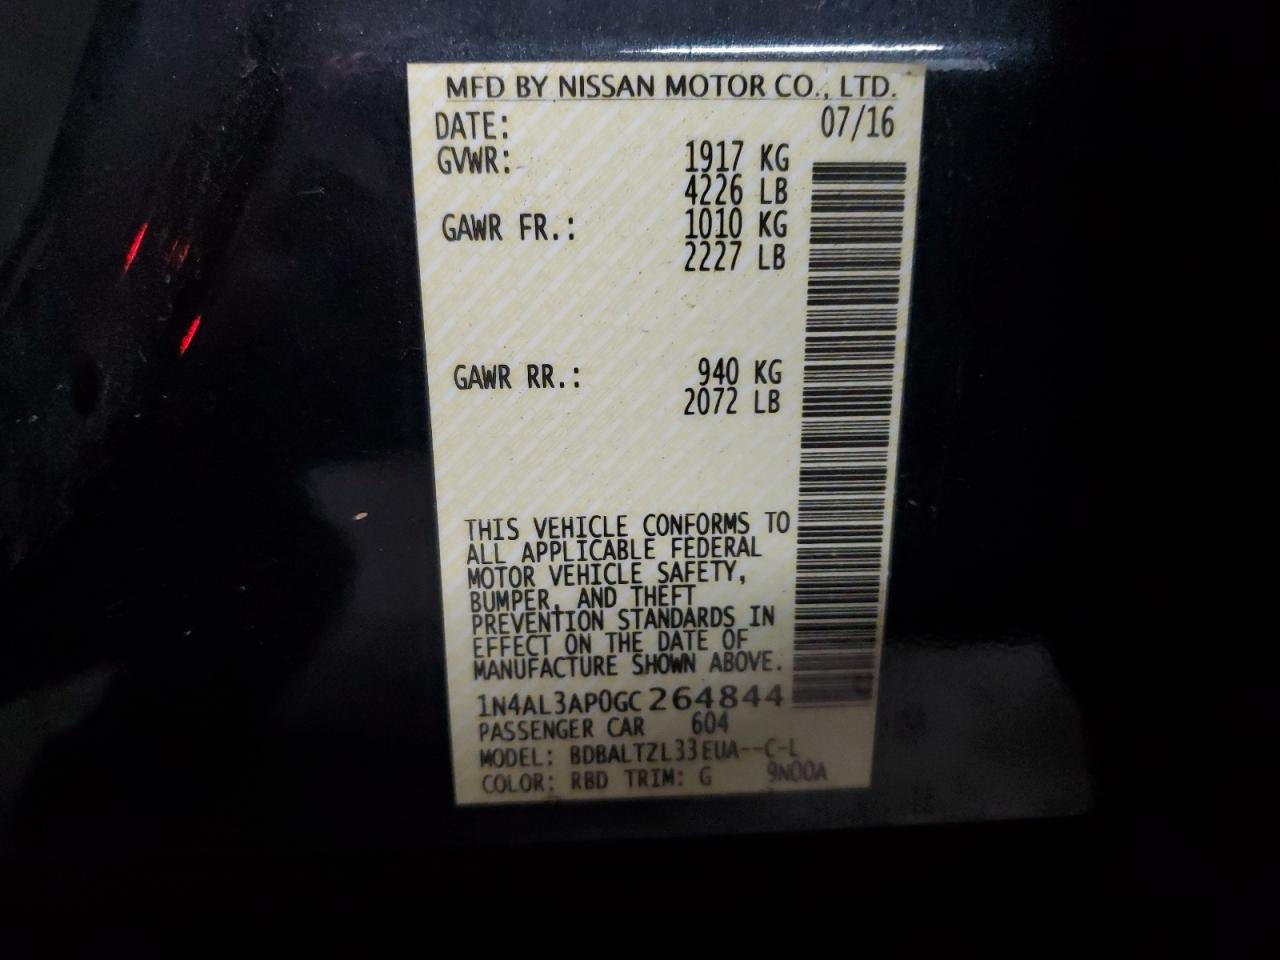 MFD BY NISSAN MOTOR CO., LTD.
DATE: 07/16
GVWR: 1917 KG
4226 LB
GAWR FR.: 1010 KG
2227 LB
GAWR RR.: 940 KG
2072 LB
THIS VEHICLE CONFORMS TO
ALL APPLICABLE FEDERAL
MOTOR VEHICLE SAFETY,
BUMPER, AND THEFT
PREVENTION STANDARDS IN
EFFECT ON THE DATE OF
MANUFACTURE SHOWN ABOVE.
1N4AL3AP0GC264844
PASSENGER CAR 604
MODEL: BDBALTZL33EUA--C-L
COLOR: RBD TRIM: G 9N00A